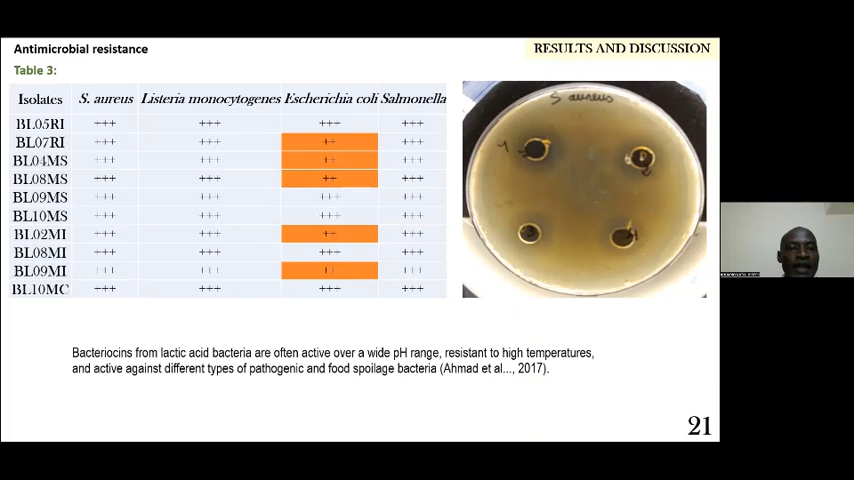 Antimicrobial resistance
RESULTS AND DISCUSSION
Table 3:
Isolates S. aureus Listeria monocytogenes Escherichia coli Salmonella
BL05RI +++ +++ +++ +++
BL07RI +++ +++ ++ +++
BL04MS +++ +++ ++ +++
BL08MS +++ +++ ++ +++
BL09MS +++ +++ +++ +++
BL10MS +++ +++ +++ +++
BL02MI +++ +++ ++ +++
BL08MI +++ +++ +++ +++
BL09MI +++ +++ ++ +++
BL10MC +++ +++ +++ +++
S aureus
Bacteriocins from lactic acid bacteria are often active over a wide pH range, resistant to high temperatures,
and active against different types of pathogenic and food spoilage bacteria (Ahmad et al..., 2017).
21